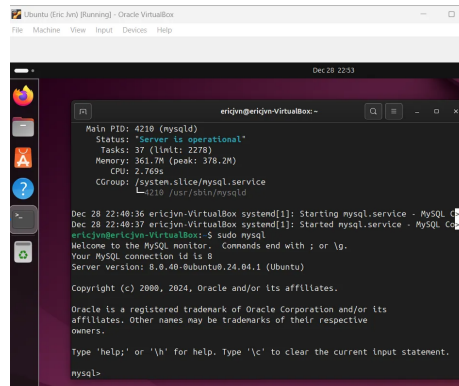 Ubuntu (Eric Jvn) [Running] - Oracle VirtualBox
File Machine View Input Devices Help
Dec 28 22:53
ericjvn@ericjvn-VirtualBox: ~
Main PID: 4210 (mysqld)
Status: "Server is operational"
Tasks: 37 (limit: 2278)
Memory: 361.7M (peak: 378.2M)
CPU: 2.769s
CGroup: /system.slice/mysql.service
└─4210 /usr/sbin/mysqld
Dec 28 22:40:36 ericjvn-VirtualBox systemd[1]: Starting mysql.service - MySQL C>
Dec 28 22:40:37 ericjvn-VirtualBox systemd[1]: Started mysql.service - MySQL Co>
ericjvn@ericjvn-VirtualBox:~$ sudo mysql
Welcome to the MySQL monitor.  Commands end with ; or \g.
Your MySQL connection id is 8
Server version: 8.0.40-0ubuntu0.24.04.1 (Ubuntu)
Copyright (c) 2000, 2024, Oracle and/or its affiliates.
Oracle is a registered trademark of Oracle Corporation and/or its
affiliates. Other names may be trademarks of their respective
owners.
Type 'help;' or '\h' for help. Type '\c' to clear the current input statement.
mysql>